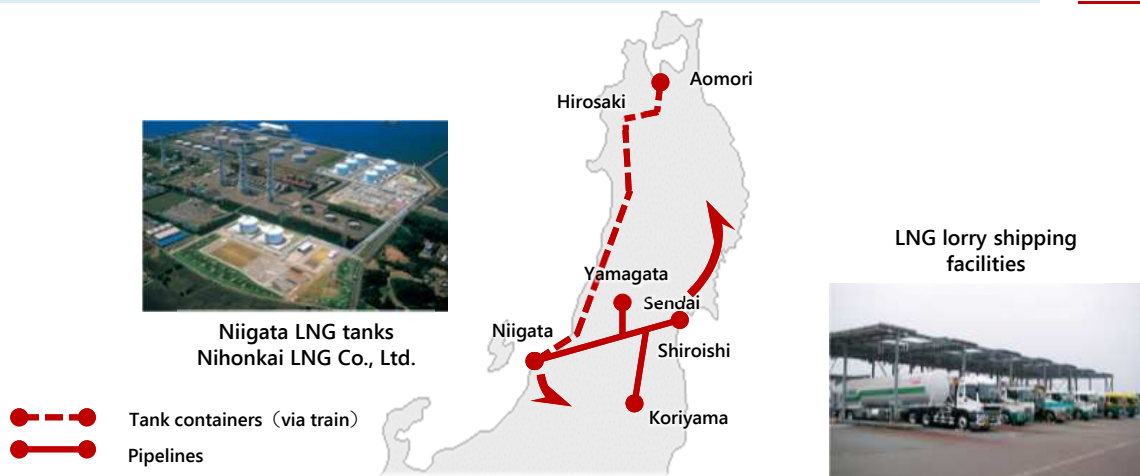 Aomori
Hirosaki
LNG lorry shipping
facilities
Yamagata
Sendai
Niigata
Shiroishi
Niigata LNG tanks
Nihonkai LNG Co., Ltd.
Koriyama
Tank containers（via train）
Pipelines